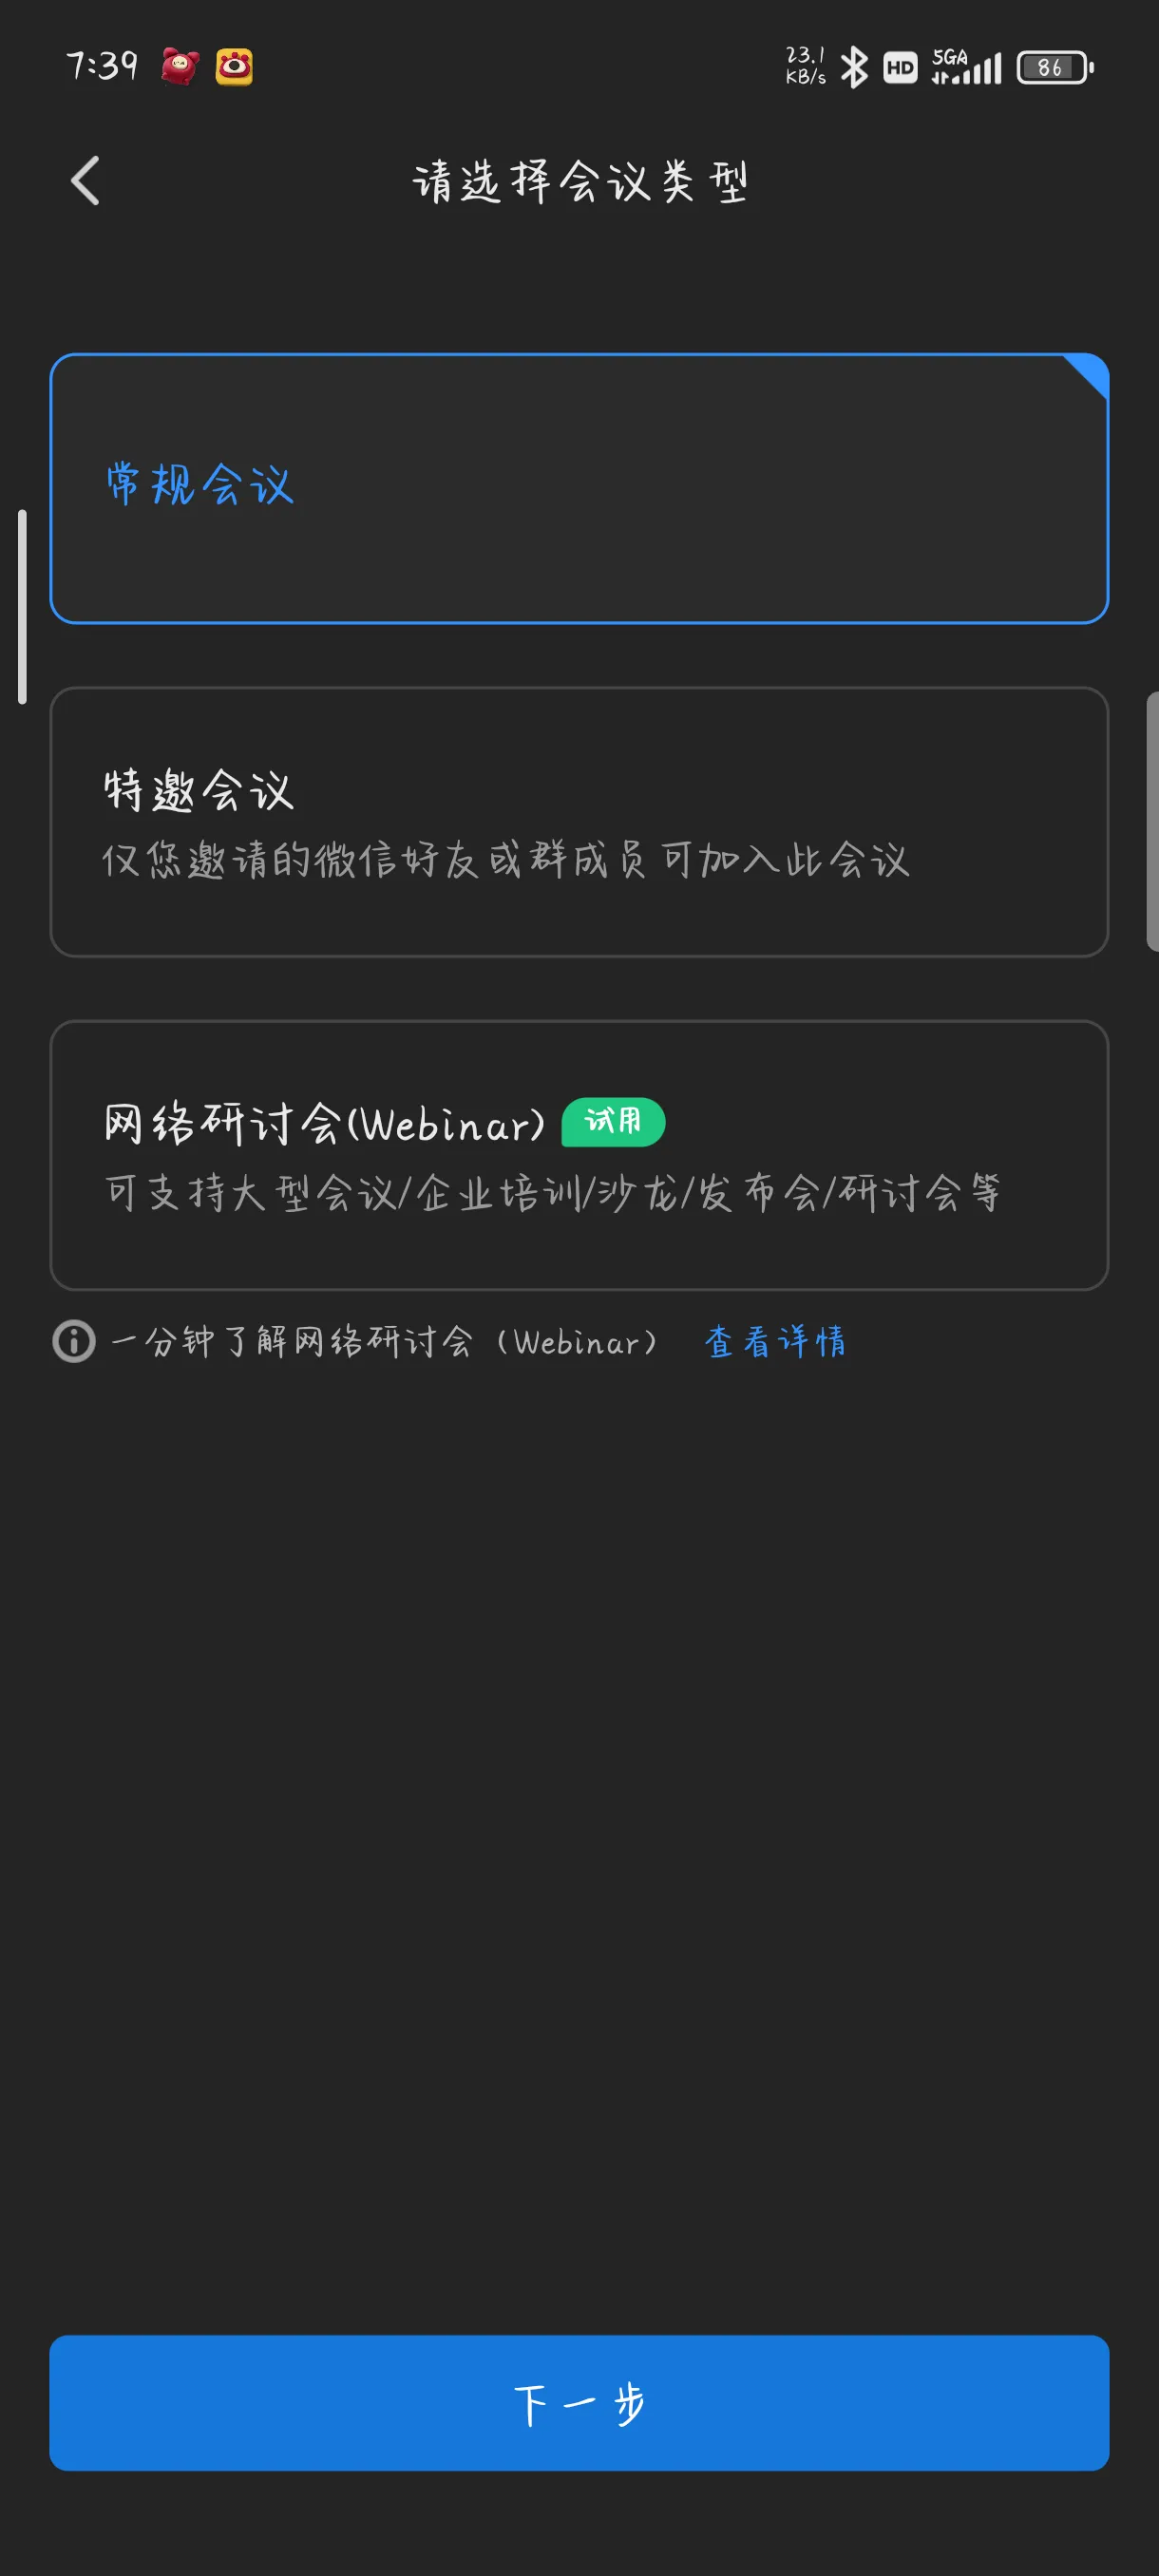 7:39
23.1
KB/s
HD
5GA
86
请选择会议类型
常规会议
特邀会议
仅您邀请的微信好友或群成员可加入此会议
网络研讨会(Webinar) 试用
可支持大型会议/企业培训/沙龙/发布会/研讨会等
一分钟了解网络研讨会（Webinar） 查看详情
下一步